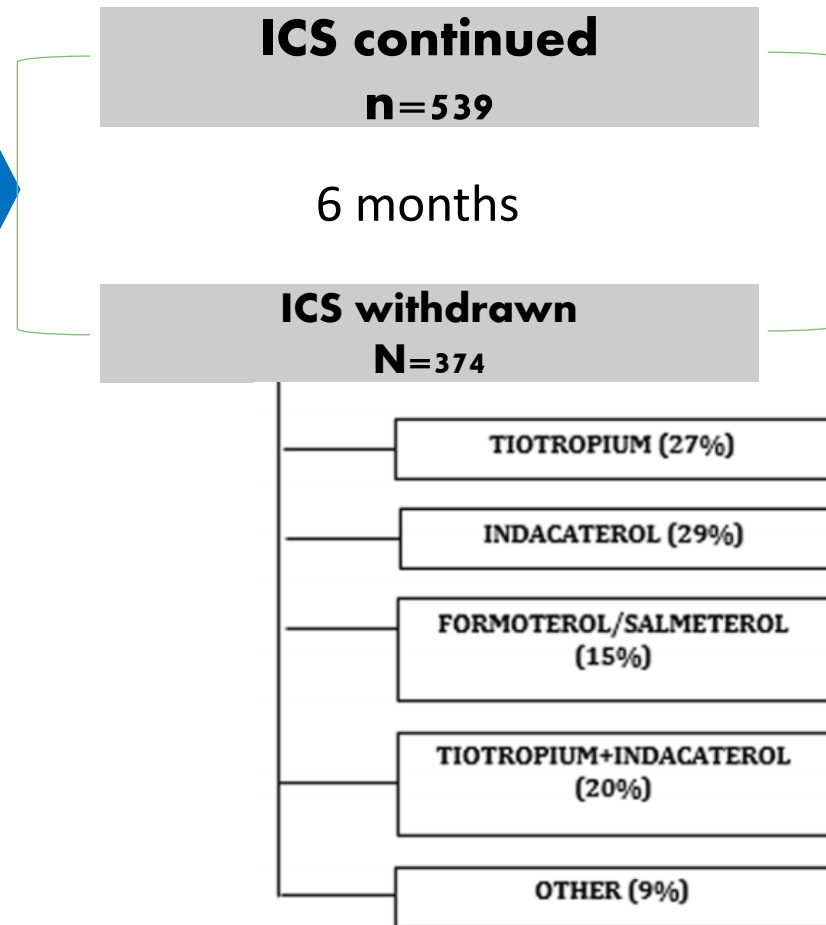 ICS continued
n=539
6 months
ICS withdrawn
N=374
TIOTROPIUM (27%)
INDACATEROL (29%)
FORMOTEROL/SALMETEROL
(15%)
TIOTROPIUM+INDACATEROL
(20%)
OTHER (9%)